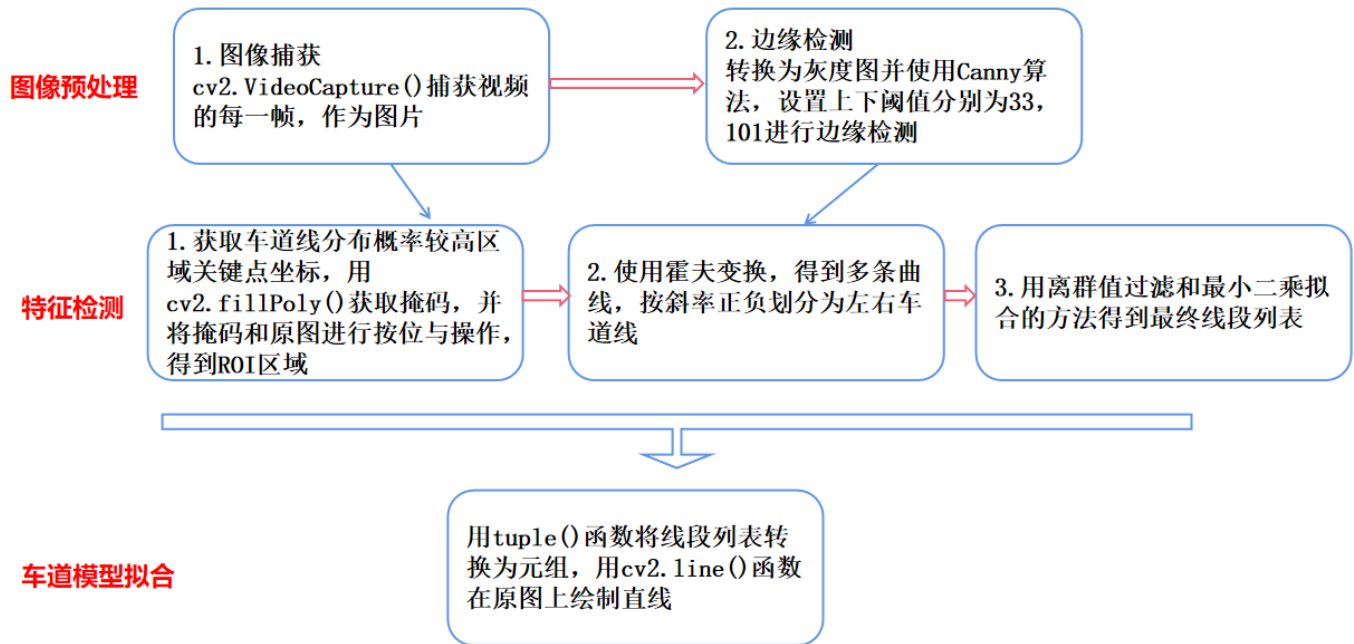 图像预处理
1.图像捕获
cv2.VideoCapture()捕获视频
的每一帧，作为图片
2.边缘检测
转换为灰度图并使用Canny算
法，设置上下阈值分别为33，
101进行边缘检测
特征检测
1.获取车道线分布概率较高区
域关键点坐标，用
cv2.fillPoly()获取掩码，并
将掩码和原图进行按位与操作，
得到ROI区域
2.使用霍夫变换，得到多条曲
线，按斜率正负划分为左右车
道线
3.用离群值过滤和最小二乘拟
合的方法得到最终线段列表
车道模型拟合
用tuple()函数将线段列表转
换为元组，用cv2.line()函数
在原图上绘制直线